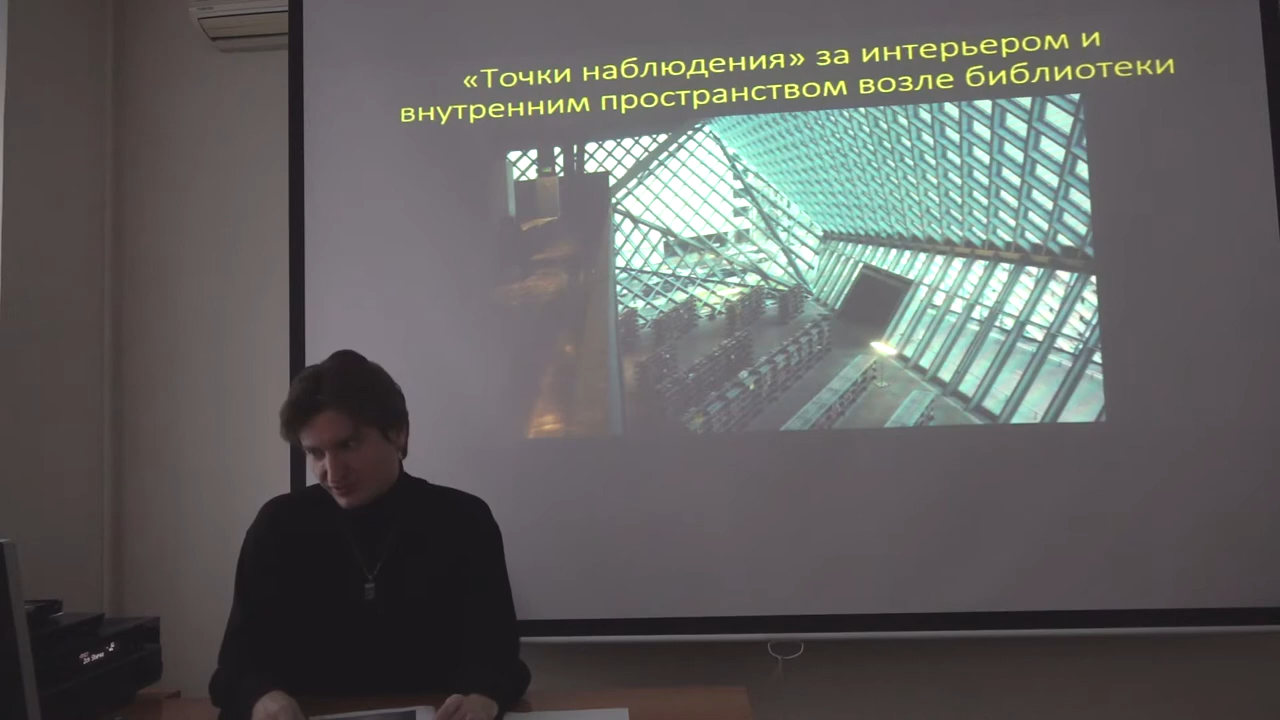 «Точки наблюдения» за интерьером и
внутренним пространством возле библиотеки